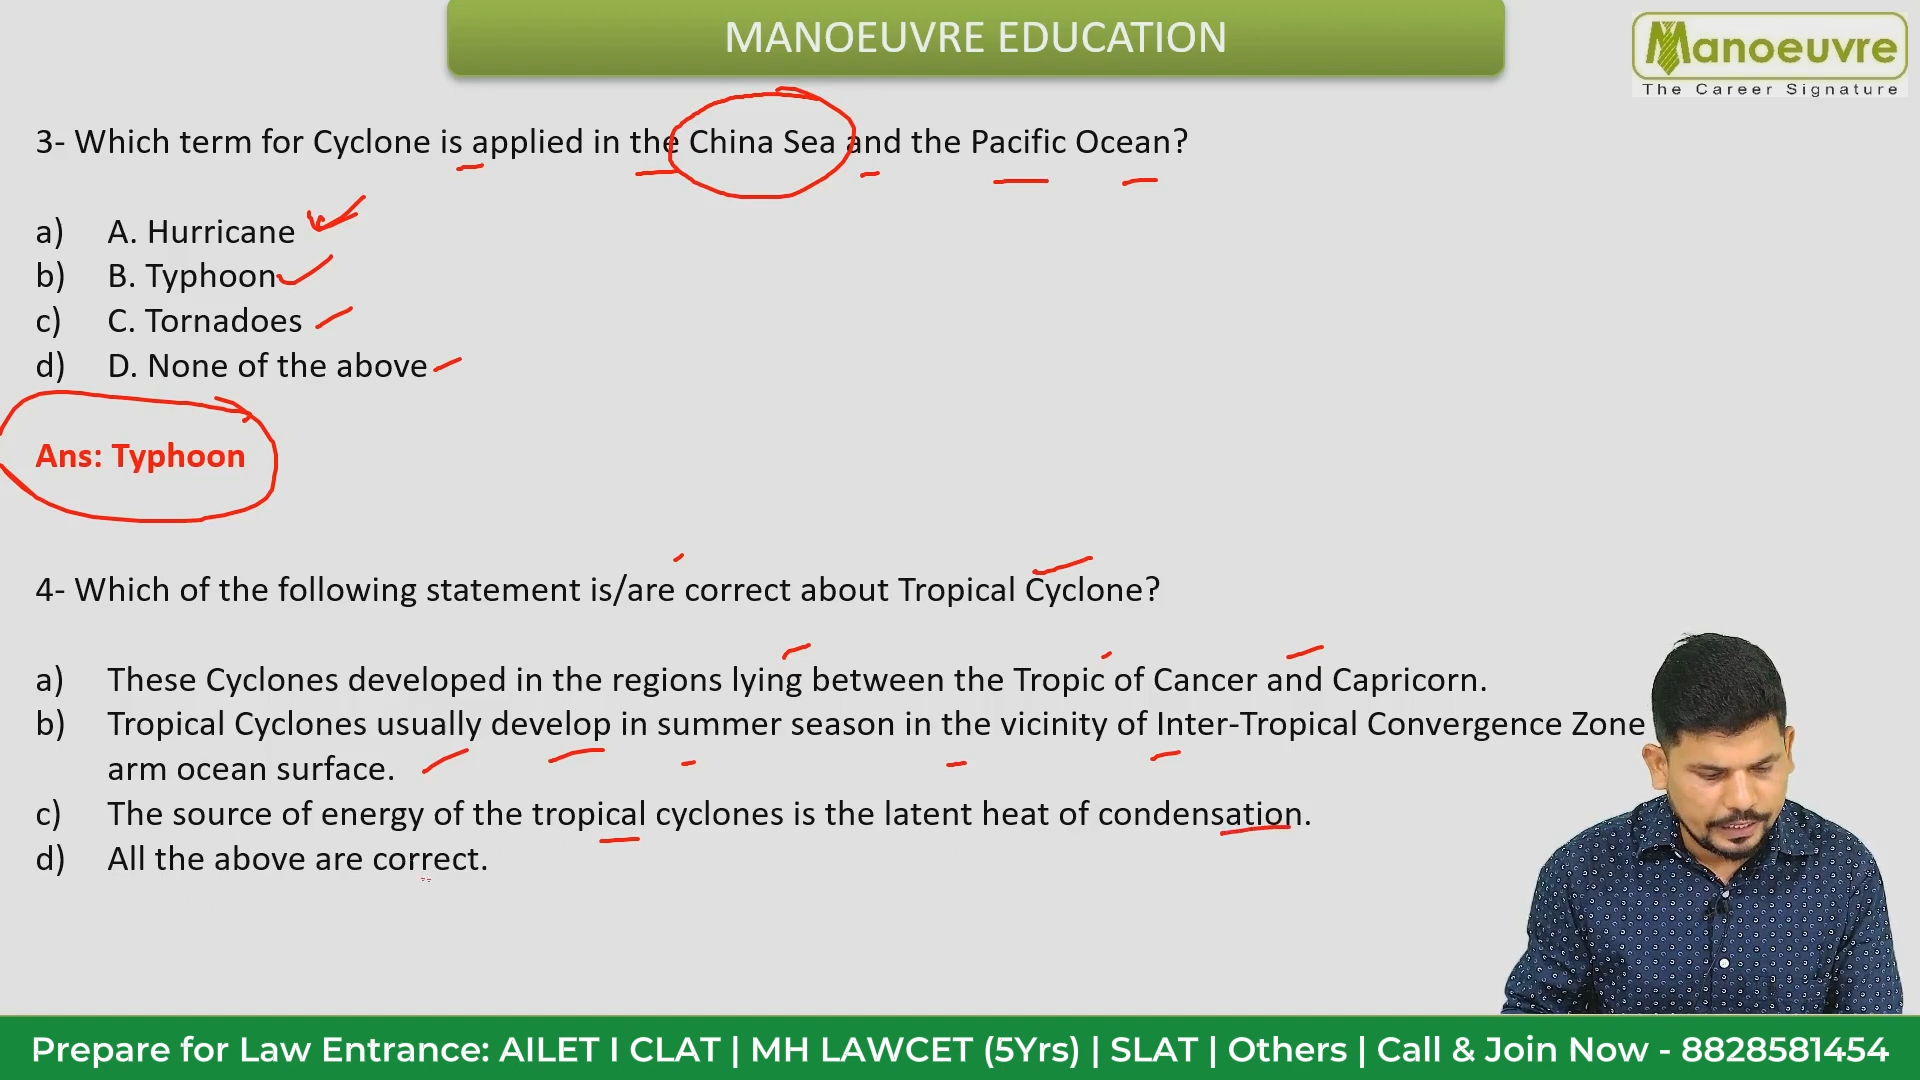 MANOEUVRE EDUCATION
Manoeuvre
The Career Signature
3- Which term for Cyclone is applied in the China Sea and the Pacific Ocean?
a) A. Hurricane
b) B. Typhoon
c) C. Tornadoes
d) D. None of the above
Ans: Typhoon
4- Which of the following statement is/are correct about Tropical Cyclone?
a) These Cyclones developed in the regions lying between the Tropic of Cancer and Capricorn.
b) Tropical Cyclones usually develop in summer season in the vicinity of Inter-Tropical Convergence Zone
arm ocean surface.
c) The source of energy of the tropical cyclones is the latent heat of condensation.
d) All the above are correct.
Prepare for Law Entrance: AILET I CLAT | MH LAWCET (5Yrs) | SLAT | Others | Call & Join Now - 8828581454